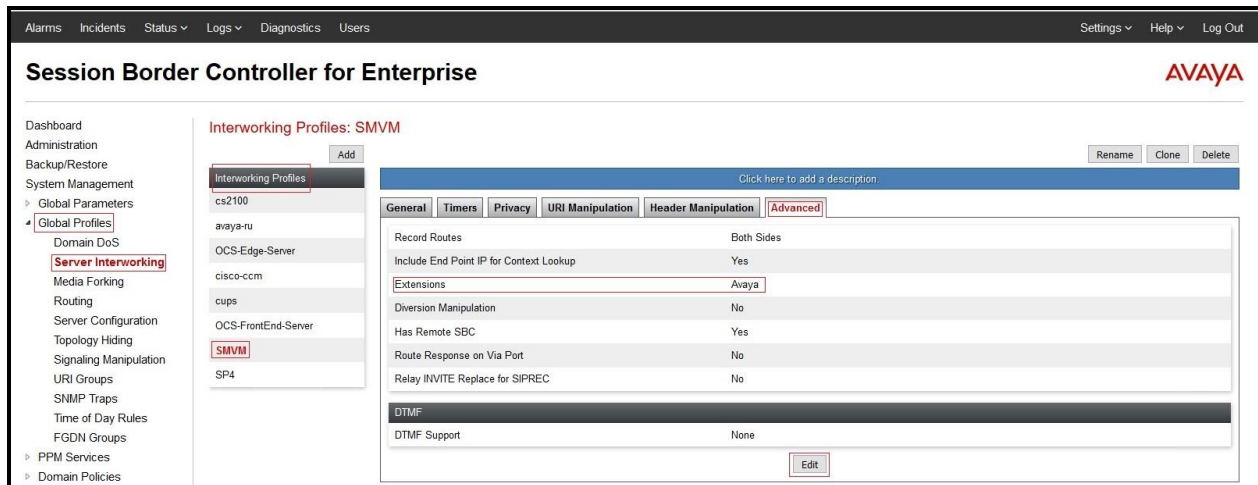 Alarms Incidents Status Logs Diagnostics Users Settings Help Log Out
Session Border Controller for Enterprise
AVAYA
Dashboard
Administration
Backup/Restore
System Management
Global Parameters
Global Profiles
Domain DoS
Server Interworking
Media Forking
Routing
Server Configuration
Topology Hiding
Signaling Manipulation
URI Groups
SNMP Traps
Time of Day Rules
FGDN Groups
PPM Services
Domain Policies
Interworking Profiles: SMVM
Add
Rename Clone Delete
Interworking Profiles
cs2100
avaya-ru
OCS-Edge-Server
cisco-ccm
cups
OCS-FrontEnd-Server
SMVM
SP4
Click here to add a description.
General Timers Privacy URI Manipulation Header Manipulation Advanced
Record Routes Both Sides
Include End Point IP for Context Lookup Yes
Extensions Avaya
Diversion Manipulation No
Has Remote SBC Yes
Route Response on Via Port No
Relay INVITE Replace for SIPREC No
DTMF
DTMF Support None
Edit